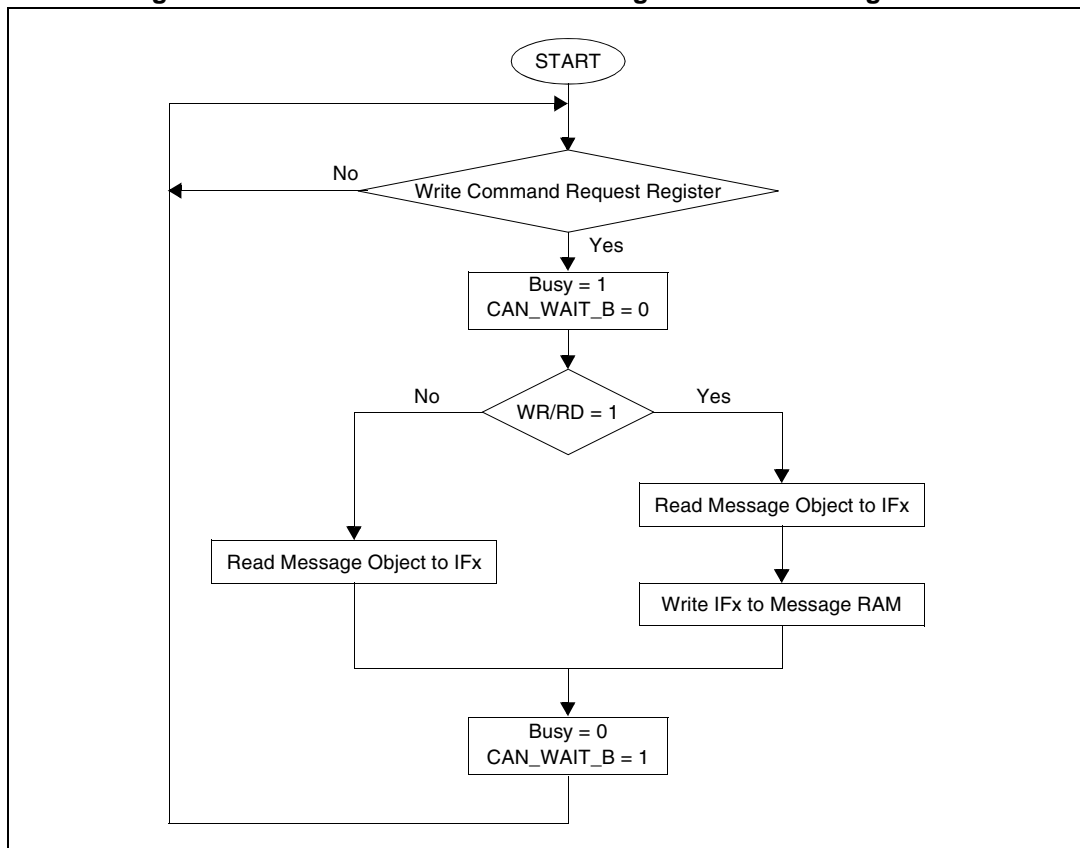 START
No
Write Command Request Register
Yes
Busy = 1
CAN_WAIT_B = 0
No
WR/RD = 1
Yes
Read Message Object to IFx
Read Message Object to IFx
Write IFx to Message RAM
Busy = 0
CAN_WAIT_B = 1